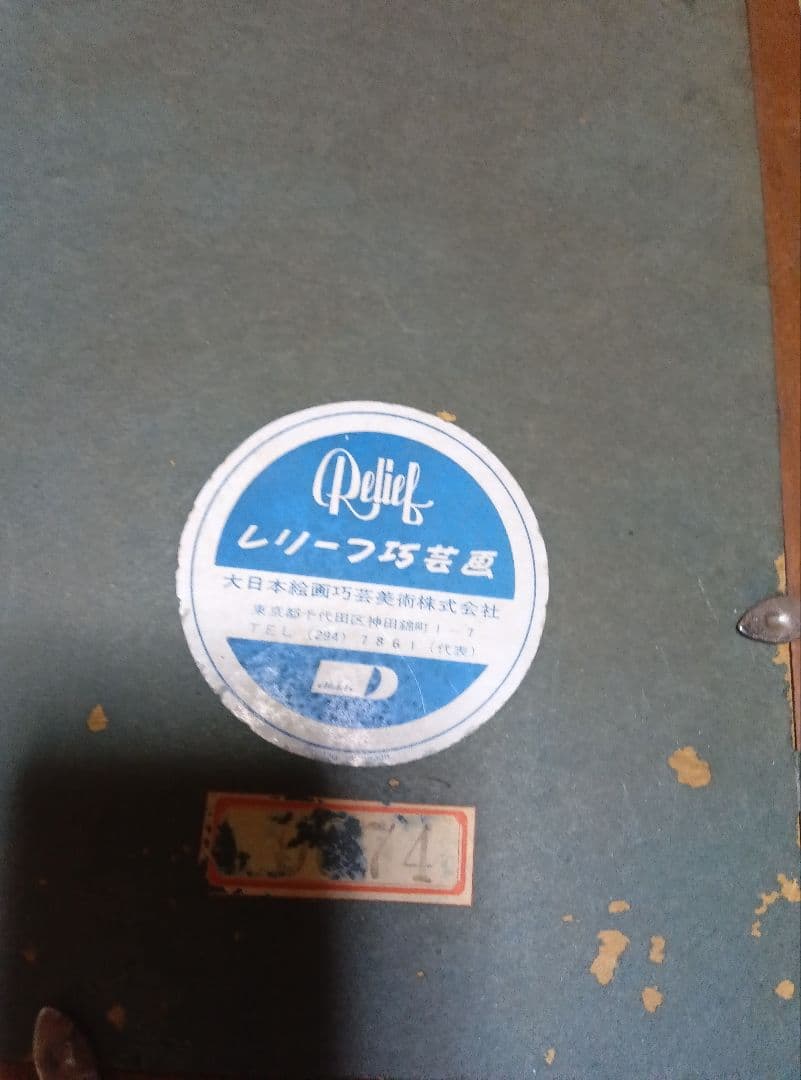 Relief
レリーフ巧芸画
大日本絵画巧芸美術株式会社
東京都千代田区神田錦町1-7
TEL (294) 7861 (代表)
74